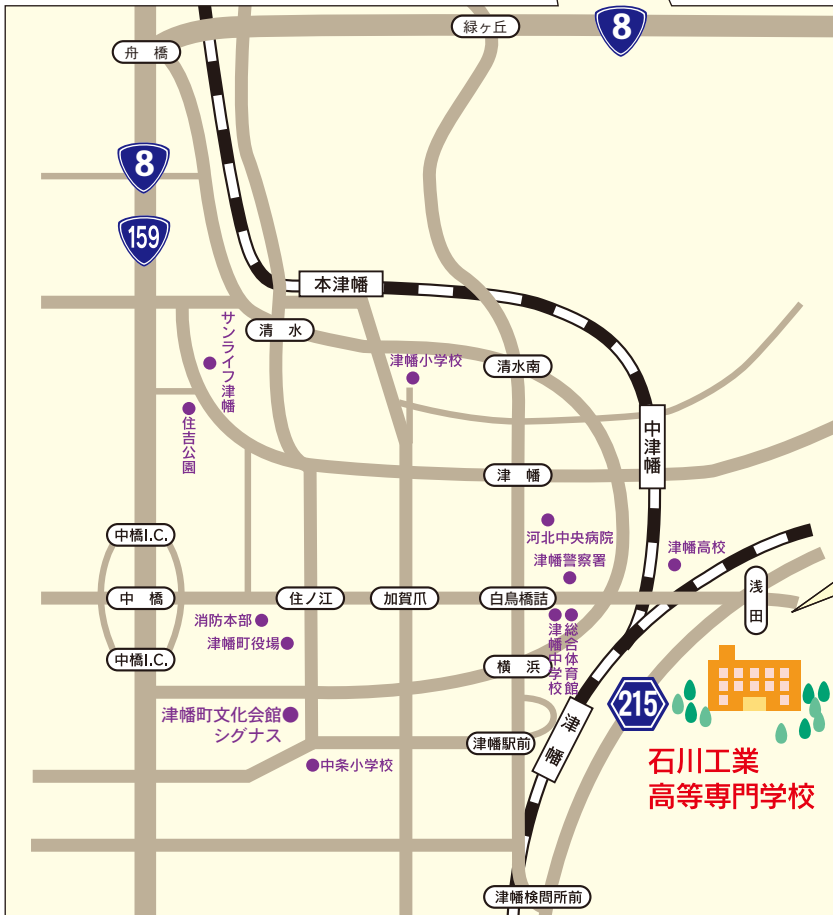 8
緑ヶ丘
舟橋
8
159
本津幡
サンライフ津幡
清水
津幡小学校
清水南
住吉公園
中津幡
津幡
河北中央病院
中橋I.C.
津幡警察署
津幡高校
中橋
住ノ江
加賀爪
白鳥橋詰
浅田
消防本部
津幡町役場
津幡中学校
総合体育館
中橋I.C.
横浜
215
津幡町文化会館
シグナス
津幡駅前
津幡
中条小学校
石川工業
高等専門学校
津幡検問所前